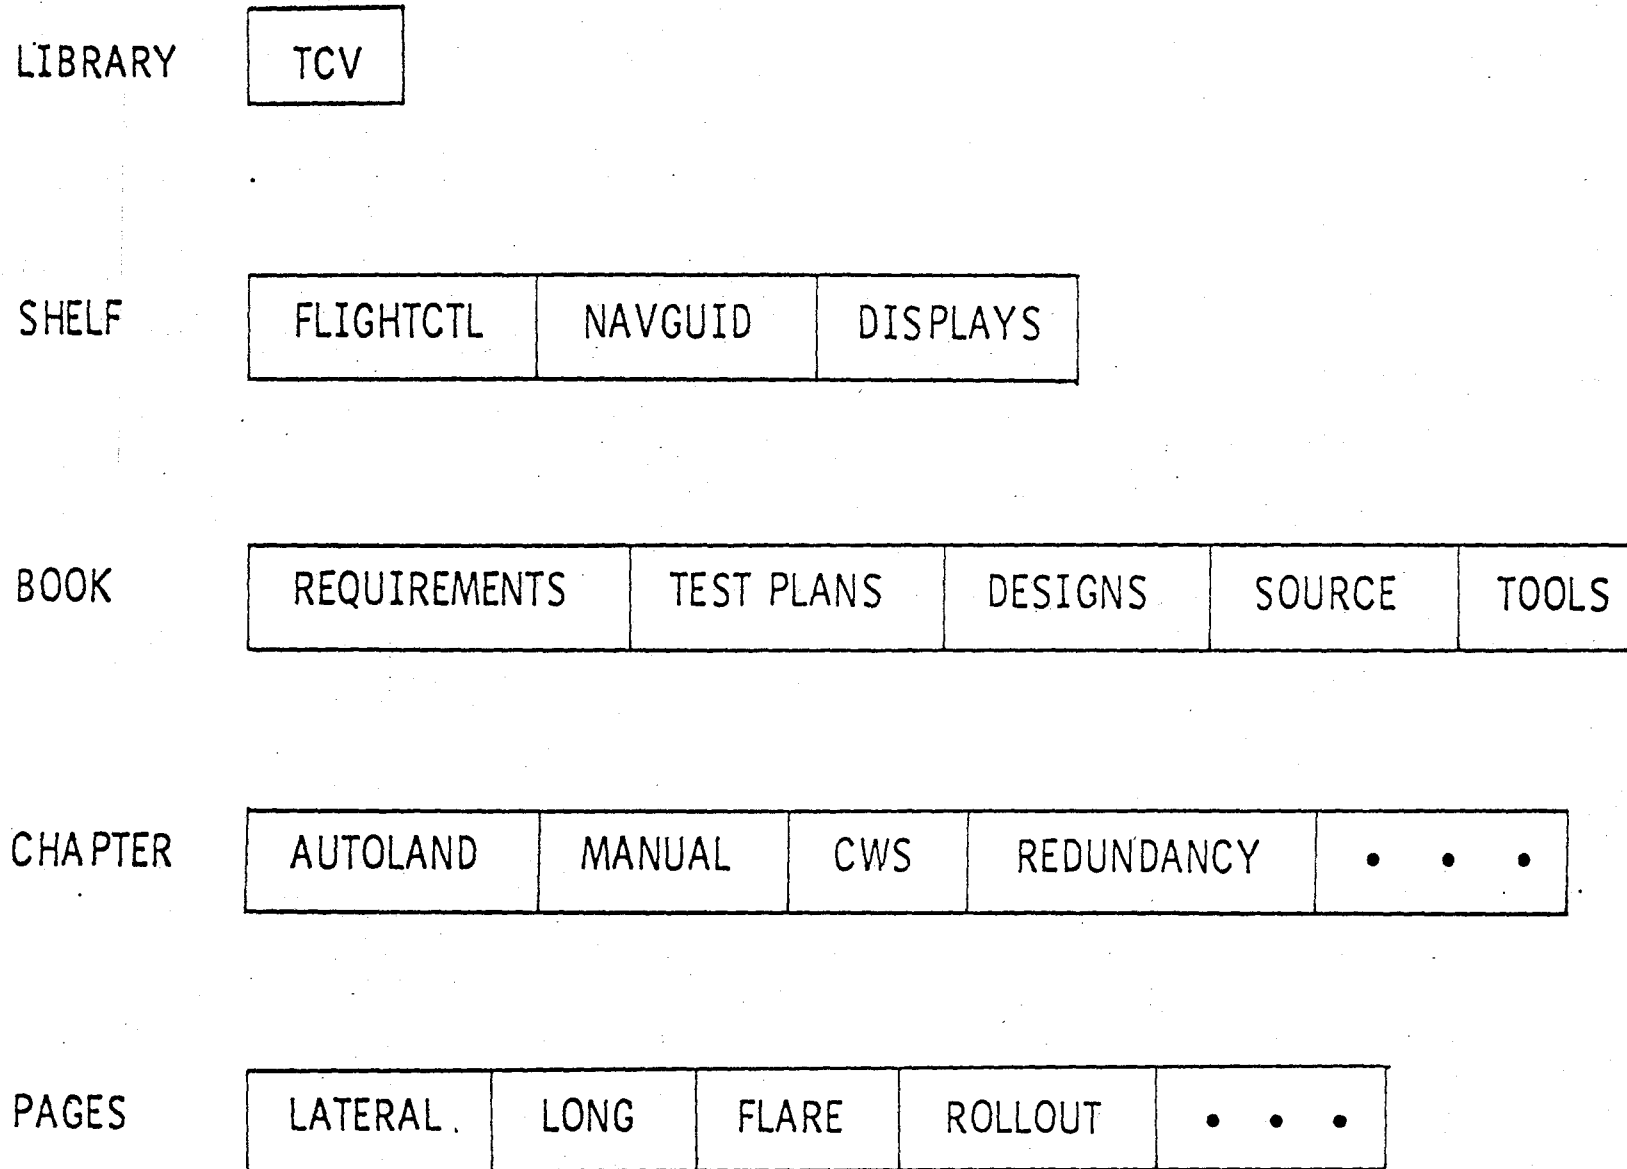 LIBRARY TCV
SHELF FLIGHTCTL NAVGUID DISPLAYS
BOOK REQUIREMENTS TEST PLANS DESIGNS SOURCE TOOLS
CHAPTER AUTOLAND MANUAL CWS REDUNDANCY • • •
PAGES LATERAL LONG FLARE ROLLOUT • • •